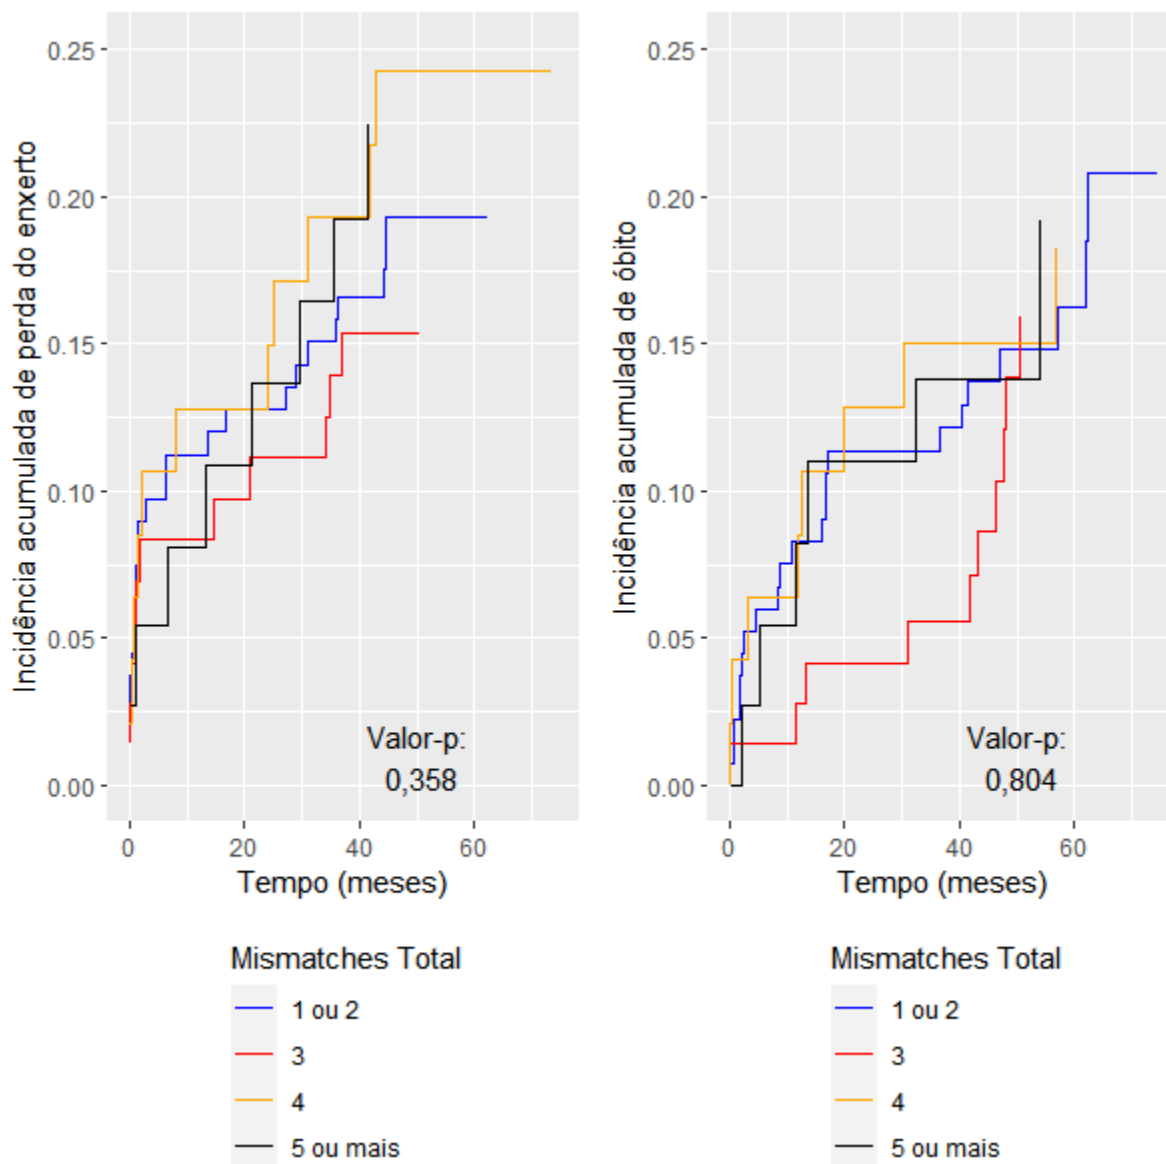 Incidência acumulada de perda do enxerto
0.25
0.20
0.15
0.10
0.05
0.00
Valor-p:
0,358
0
20
40
60
Tempo (meses)
Mismatches Total
1 ou 2
3
4
5 ou mais
Incidência acumulada de óbito
0.25
0.20
0.15
0.10
0.05
0.00
Valor-p:
0,804
0
20
40
60
Tempo (meses)
Mismatches Total
1 ou 2
3
4
5 ou mais